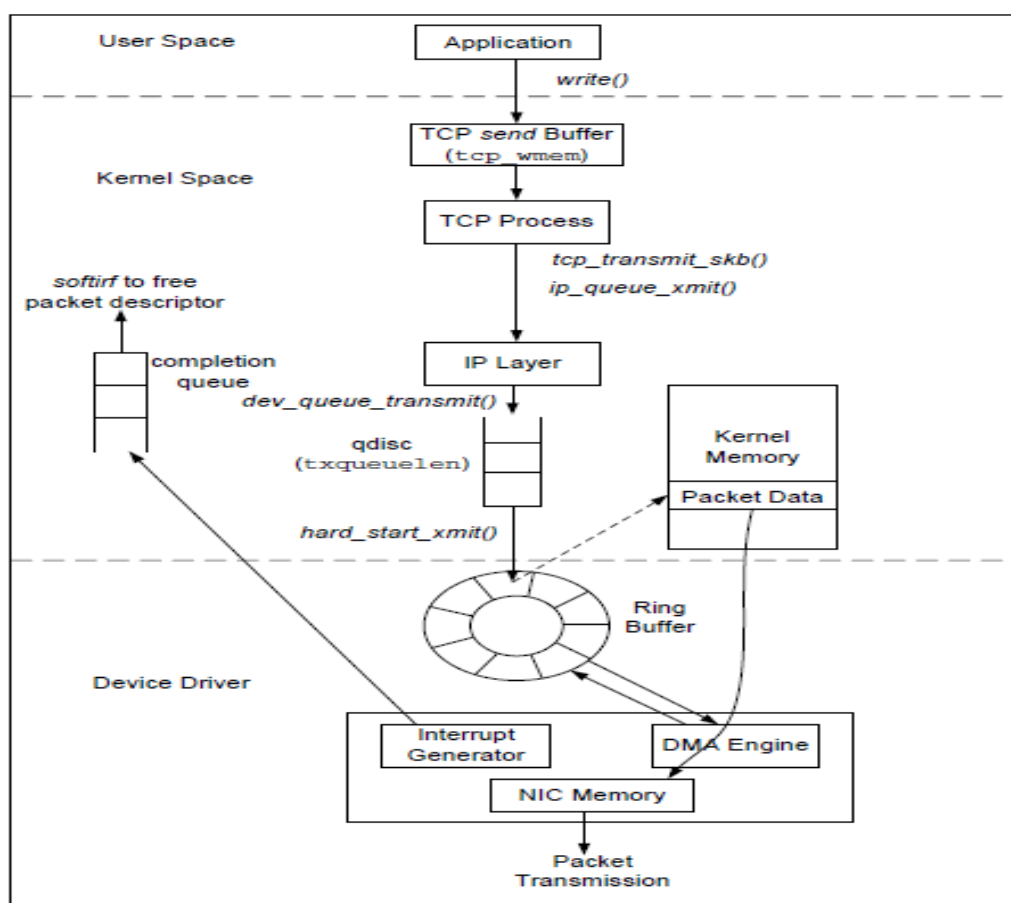 User Space
Application
write()
TCP send Buffer
(tcp_wmem)
Kernel Space
TCP Process
tcp_transmit_skb()
ip_queue_xmit()
softirf to free
packet descriptor
completion
queue
IP Layer
dev_queue_transmit()
qdisc
(txqueuelen)
Kernel
Memory
Packet Data
hard_start_xmit()
Ring
Buffer
Device Driver
Interrupt
Generator
DMA Engine
NIC Memory
Packet
Transmission